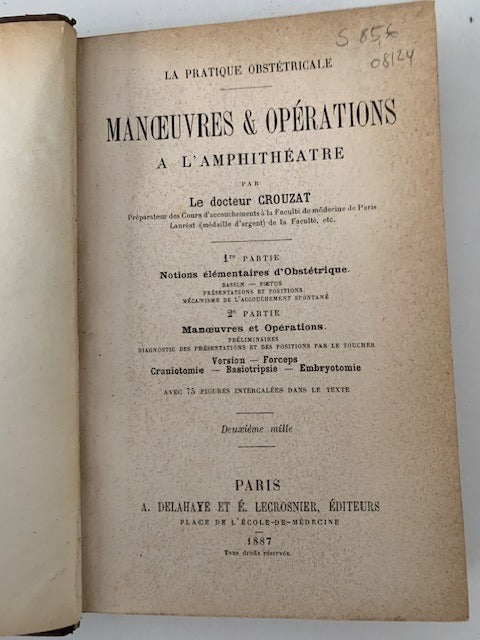 S 856
08124
LA PRATIQUE OBSTÉTRICALE
MANŒUVRES & OPÉRATIONS
A L'AMPHITHÉATRE
PAR
Le docteur CROUZAT
Préparateur des Cours d'accouchements à la Faculté de médecine de Paris
Lauréat (médaille d'argent) de la Faculté, etc.
1re PARTIE
Notions élémentaires d'Obstétrique.
BASSIN — FŒTUS
PRÉSENTATIONS ET POSITIONS
MÉCANISME DE L'ACCOUCHEMENT SPONTANÉ
2e PARTIE
Manœuvres et Opérations.
PRÉLIMINAIRES
DIAGNOSTIC DES PRÉSENTATIONS ET DES POSITIONS PAR LE TOUCHER
Version — Forceps
Craniotomie — Basiotripsie — Embryotomie
AVEC 75 FIGURES INTERCALÉES DANS LE TEXTE
Deuxième mille
PARIS
A. DELAHAYE ET É. LECROSNIER, ÉDITEURS
PLACE DE L'ÉCOLE-DE-MÉDECINE
1887
Tous droits réservés.